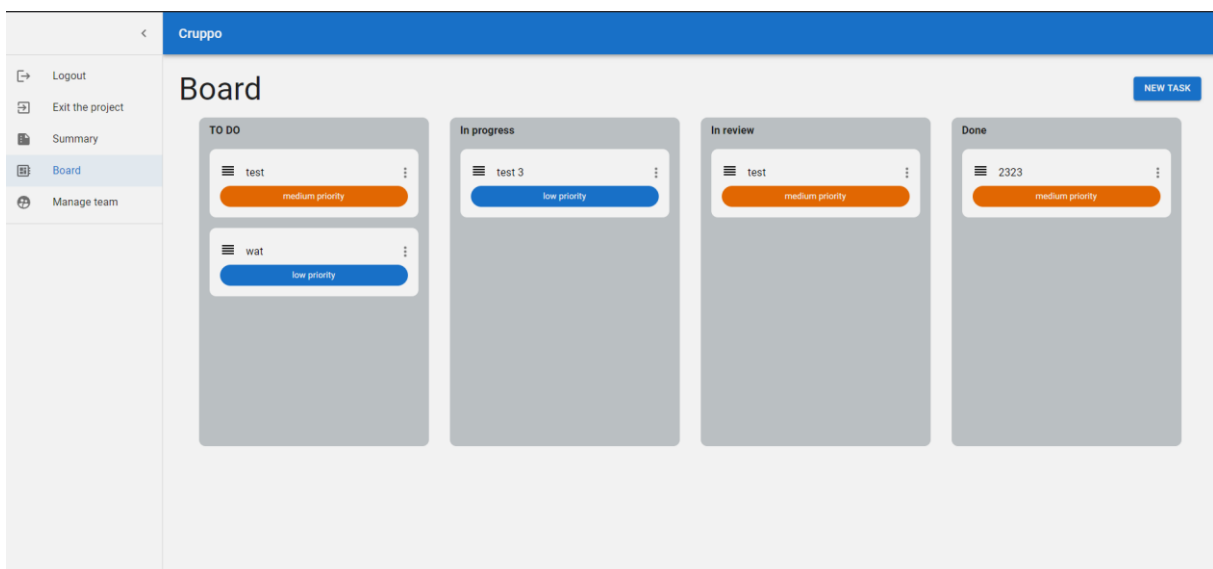 Cruppo
Logout
Exit the project
Summary
Board
Manage team
Board
NEW TASK
TO DO
test
medium priority
wat
low priority
In progress
test 3
low priority
In review
test
medium priority
Done
2323
medium priority